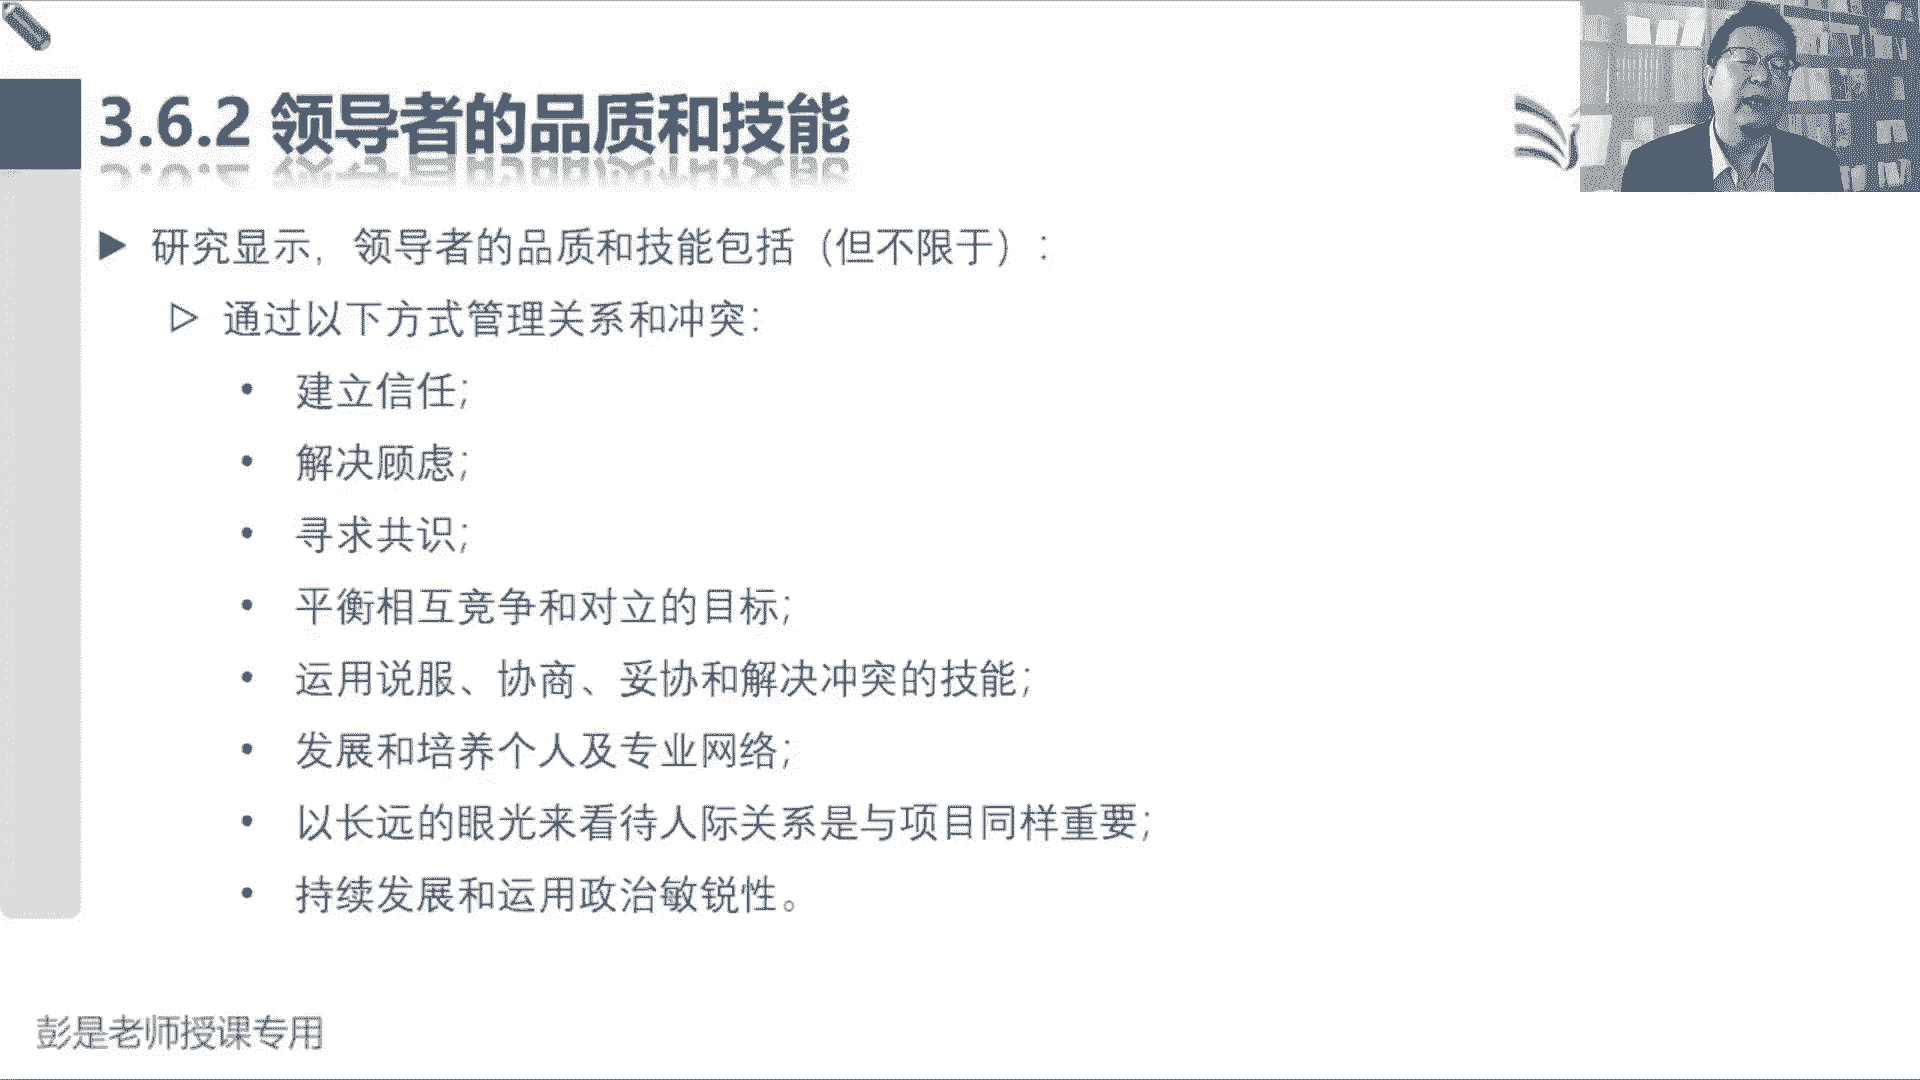 3.6.2 领导者的品质和技能
▶ 研究显示，领导者的品质和技能包括（但不限于）：
▷ 通过以下方式管理关系和冲突：
• 建立信任；
• 解决顾虑；
• 寻求共识；
• 平衡相互竞争和对立的目标；
• 运用说服、协商、妥协和解决冲突的技能；
• 发展和培养个人及专业网络；
• 以长远的眼光来看待人际关系是与项目同样重要；
• 持续发展和运用政治敏锐性。
彭是老师授课专用